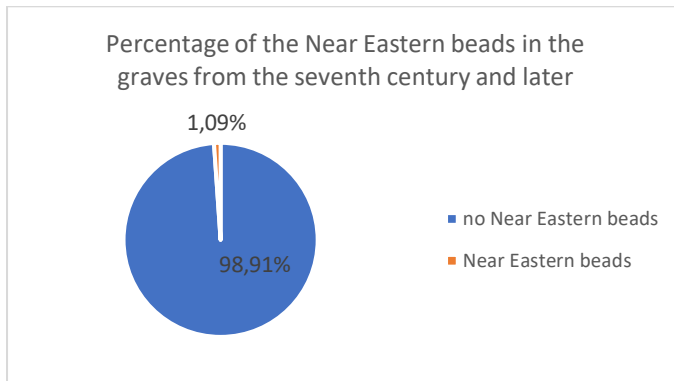 Percentage of the Near Eastern beads in the
graves from the seventh century and later
1,09%
98,91%
no Near Eastern beads
Near Eastern beads